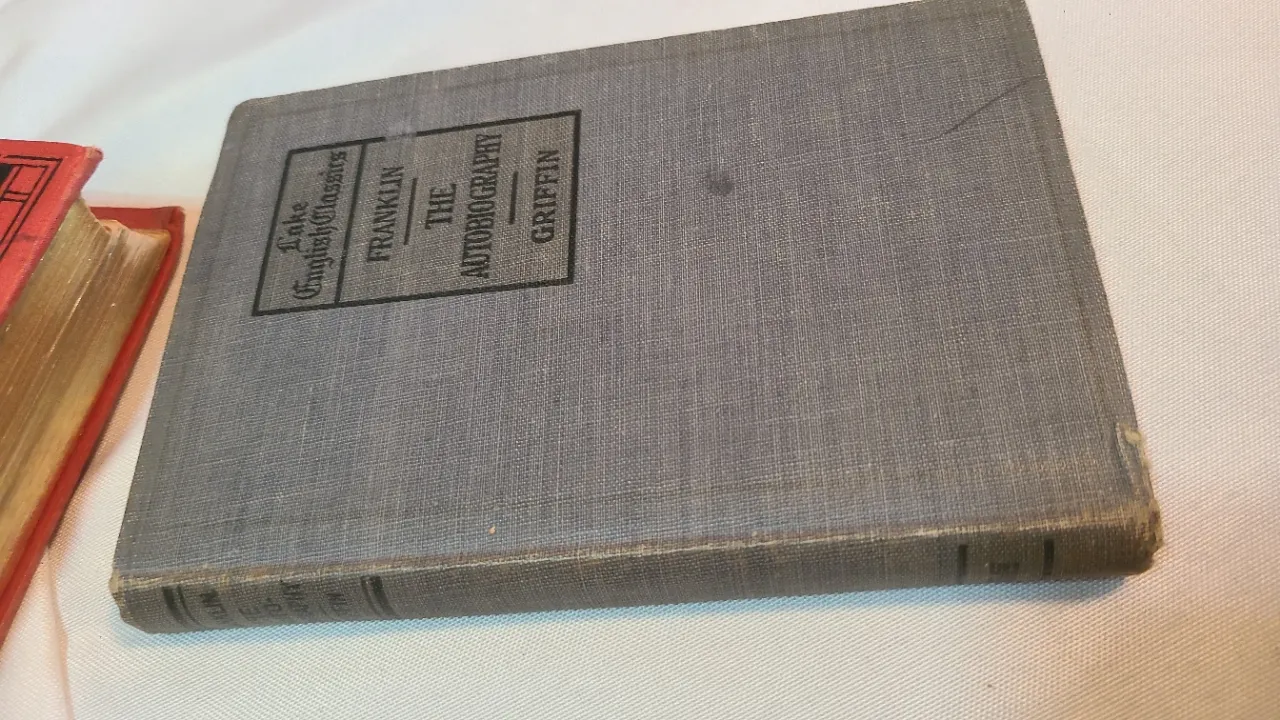 Lake
English Classics
FRANKLIN
THE
AUTOBIOGRAPHY
GRIFFIN